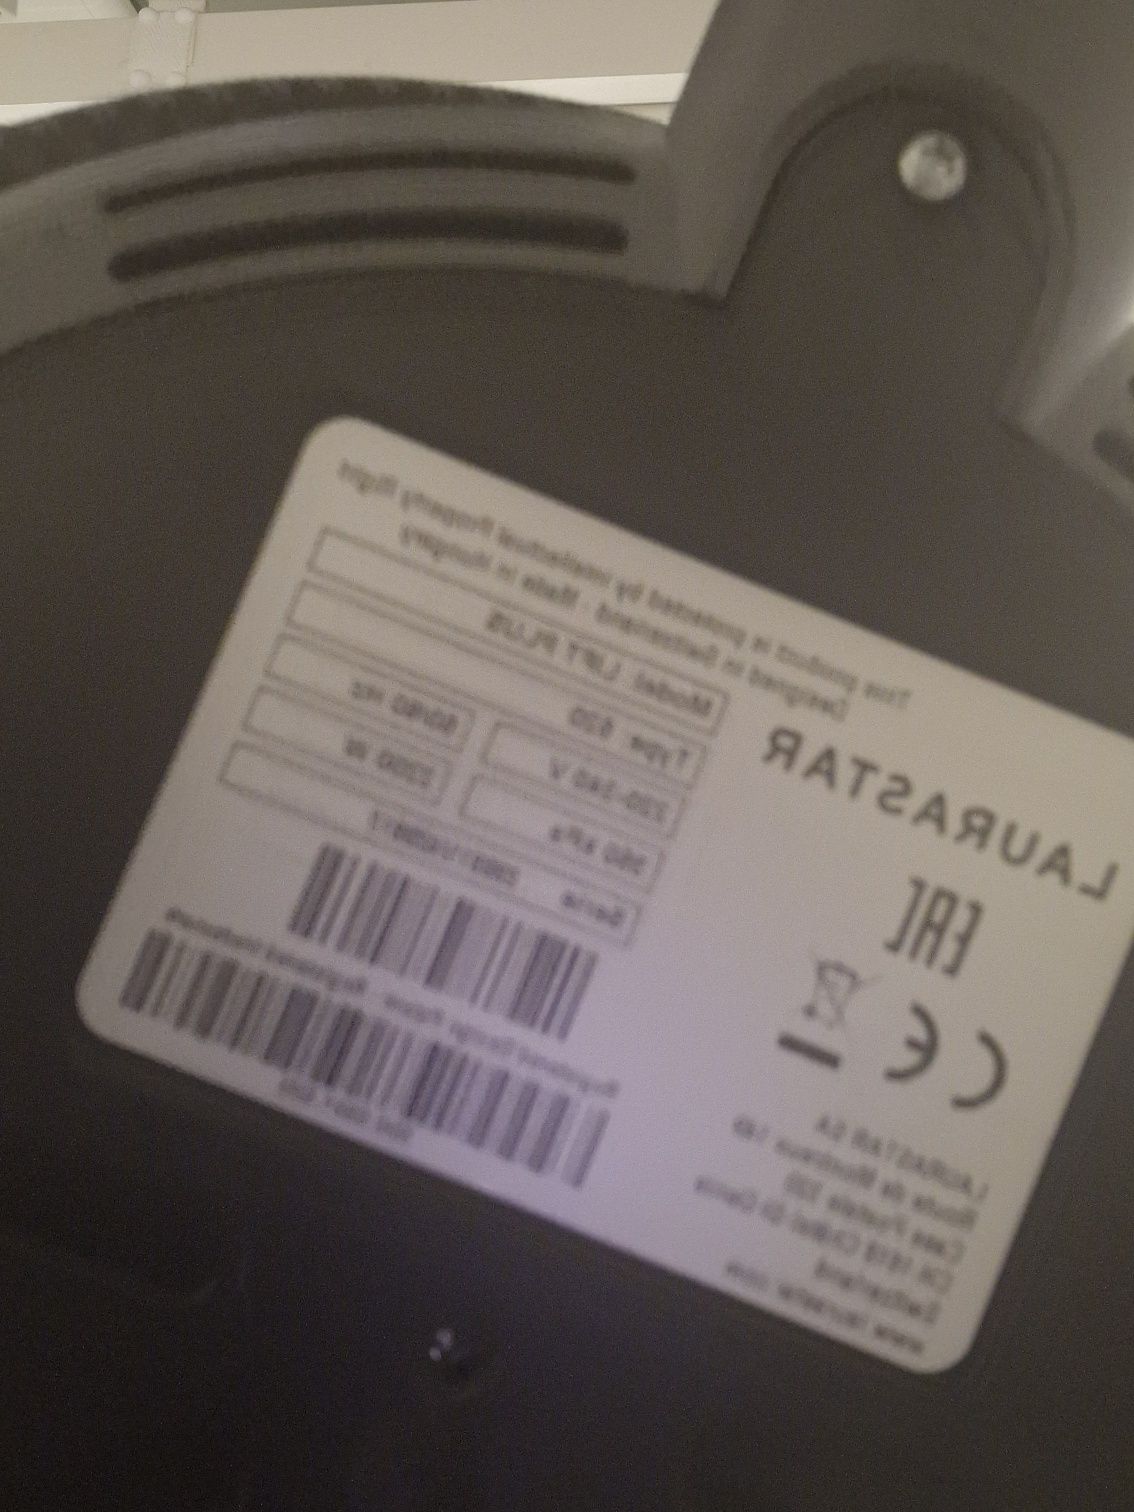 This product is protected by Intellectual Property Right
Designed in Switzerland - Made in Hungary
LAURASTAR
Model: LIFT PLUS
Type 520
220-240 V
50/60 HZ
350 kPa
2200 W
Serie
EAC
CE
LAURASTAR SA
Route de
Case Postale 320
CH 1618 Châtel St Denis
Switzerland
www.laurastar.com